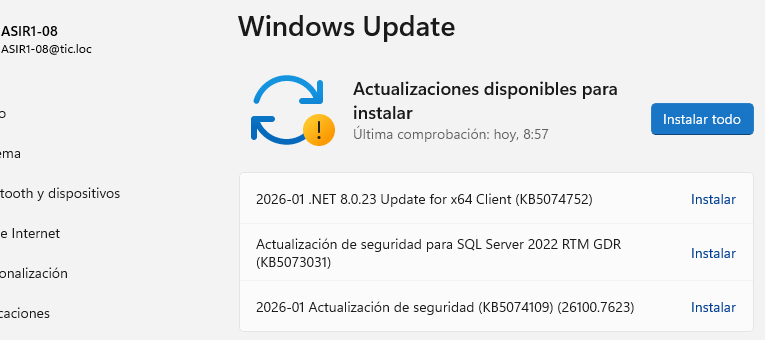 Windows Update
ASIR1-08
ASIR1-08@tic.loc
Actualizaciones disponibles para
instalar
Última comprobación: hoy, 8:57
Instalar todo
o
ema
tooth y dispositivos
e Internet
onalización
caciones
2026-01 .NET 8.0.23 Update for x64 Client (KB5074752)
Instalar
Actualización de seguridad para SQL Server 2022 RTM GDR
(KB5073031)
Instalar
2026-01 Actualización de seguridad (KB5074109) (26100.7623)
Instalar